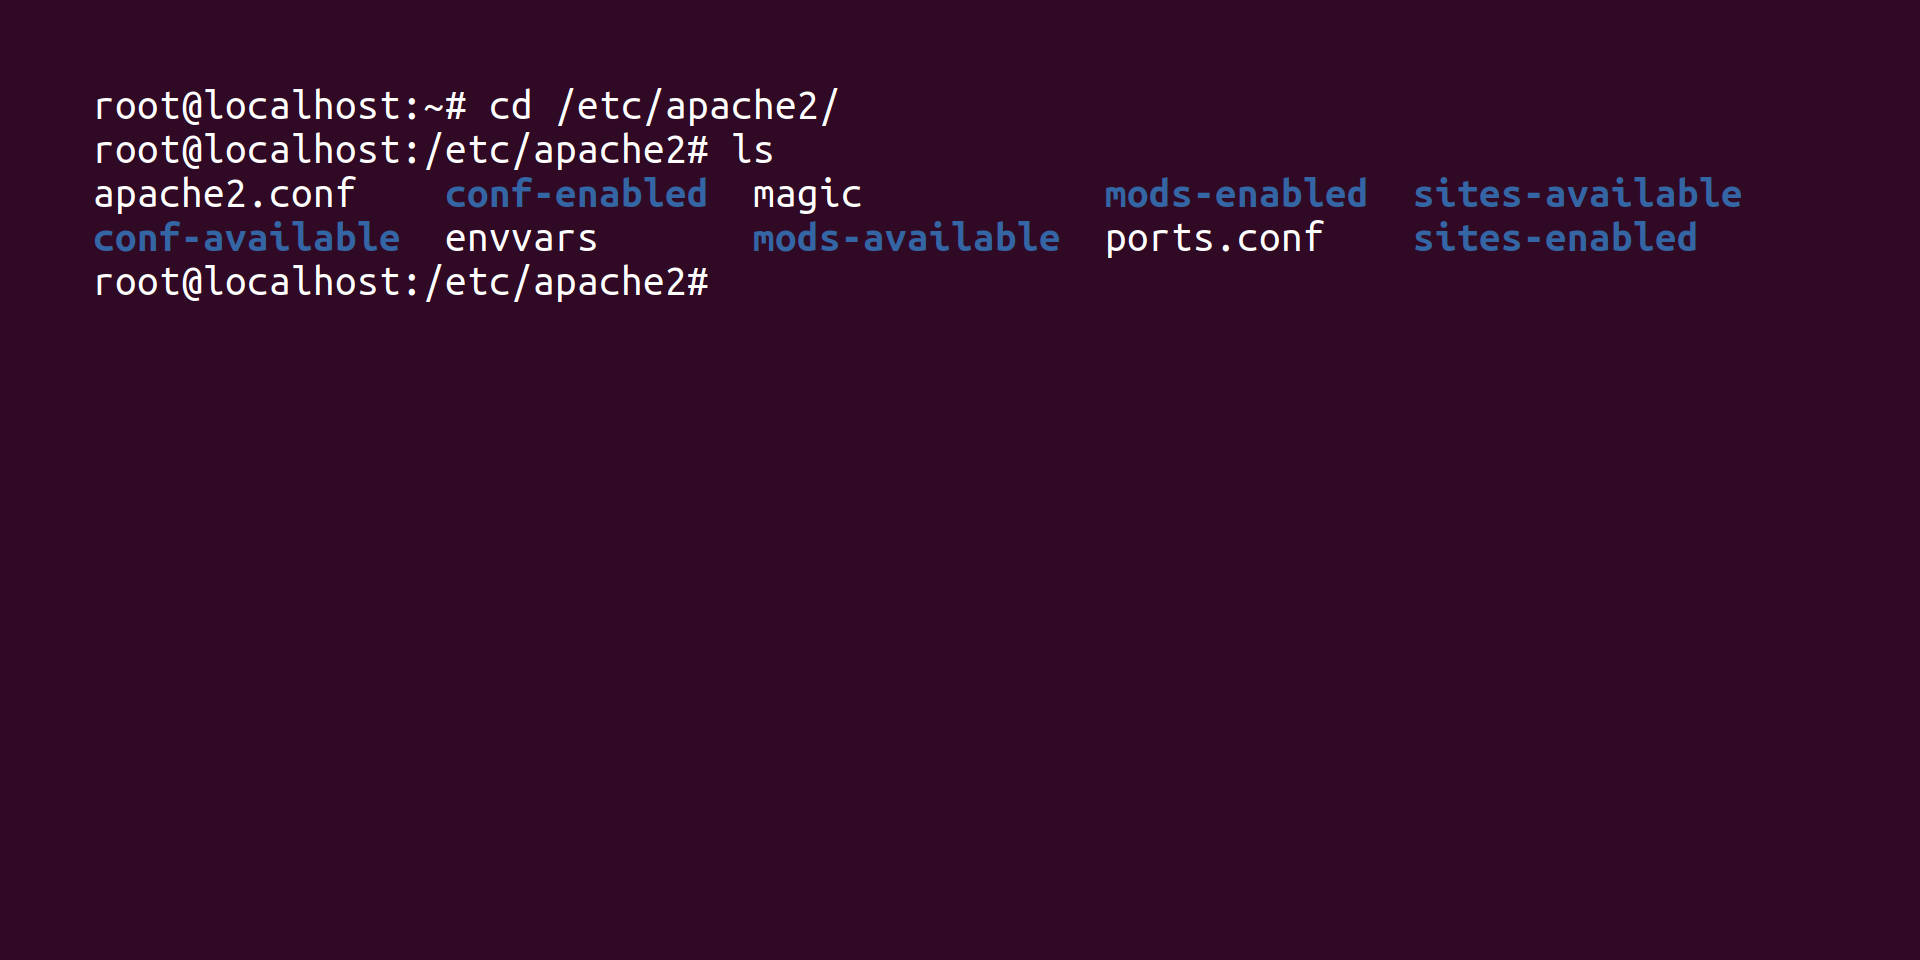 root@localhost:~# cd /etc/apache2/
root@localhost:/etc/apache2# ls
apache2.conf    conf-enabled  magic           mods-enabled  sites-available
conf-available  envvars       mods-available  ports.conf    sites-enabled
root@localhost:/etc/apache2#